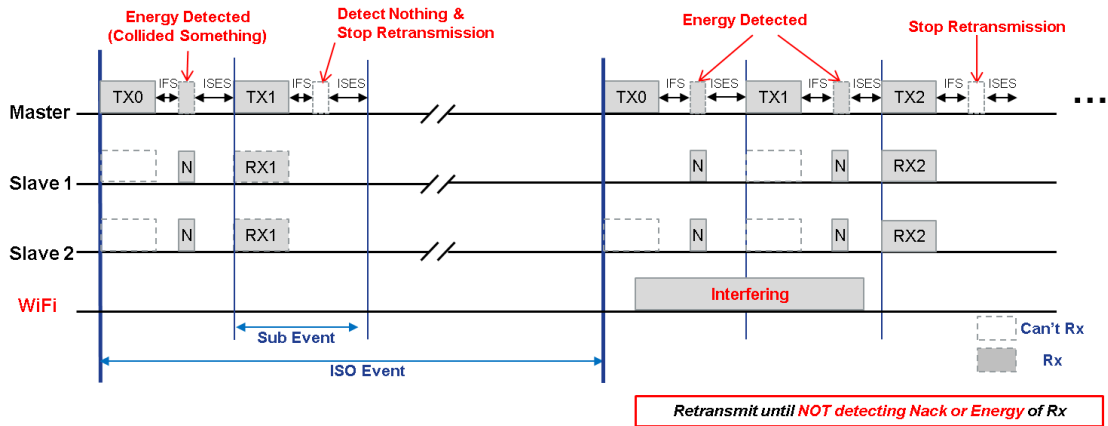 Energy Detected
(Collided Something)
Detect Nothing &
Stop Retransmission
Energy Detected
Stop Retransmission
Master
TX0
IFS
ISES
TX1
IFS
ISES
TX0
IFS
ISES
TX1
IFS
ISES
TX2
IFS
ISES
...
Slave 1
N
RX1
N
N
RX2
Slave 2
N
RX1
N
N
RX2
WiFi
Interfering
Sub Event
ISO Event
Can't Rx
Rx
Retransmit until NOT detecting Nack or Energy of Rx